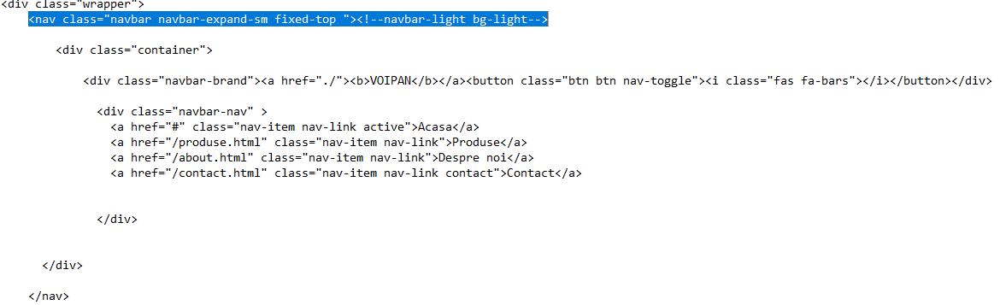 <div class="wrapper">
<nav class="navbar navbar-expand-sm fixed-top "><!--navbar-light bg-light-->
<div class="container">
<div class="navbar-brand"><a href="./"><b>VOIPAN</b></a><button class="btn btn nav-toggle"><i class="fas fa-bars"></i></button></div>
<div class="navbar-nav" >
<a href="#" class="nav-item nav-link active">Acasa</a>
<a href="/produse.html" class="nav-item nav-link">Produse</a>
<a href="/about.html" class="nav-item nav-link">Despre noi</a>
<a href="/contact.html" class="nav-item nav-link contact">Contact</a>
</div>
</div>
</nav>